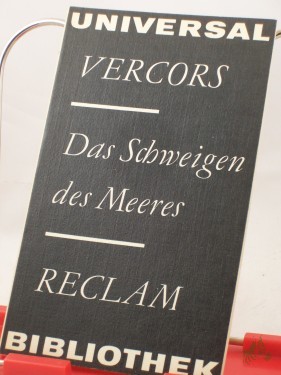 UNIVERSAL
VERCORS
Das Schweigen
des Meeres
RECLAM
BIBLIOTHEK